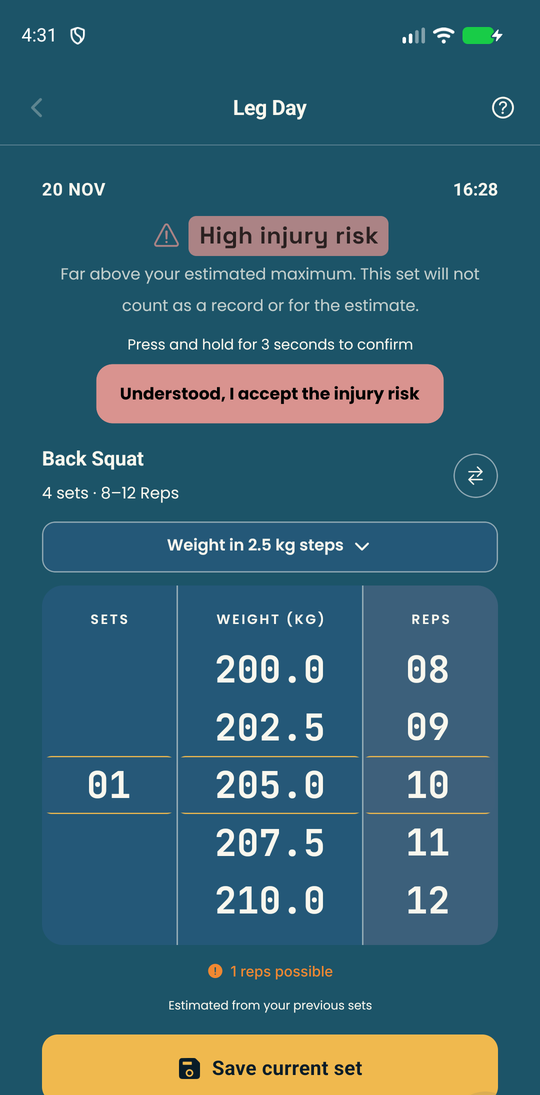 4:31
Leg Day
20 NOV 16:28
High injury risk
Far above your estimated maximum. This set will not
count as a record or for the estimate.
Press and hold for 3 seconds to confirm
Understood, I accept the injury risk
Back Squat
4 sets · 8–12 Reps
Weight in 2.5 kg steps
SETS WEIGHT (KG) REPS
200.0 08
202.5 09
01 205.0 10
207.5 11
210.0 12
1 reps possible
Estimated from your previous sets
Save current set